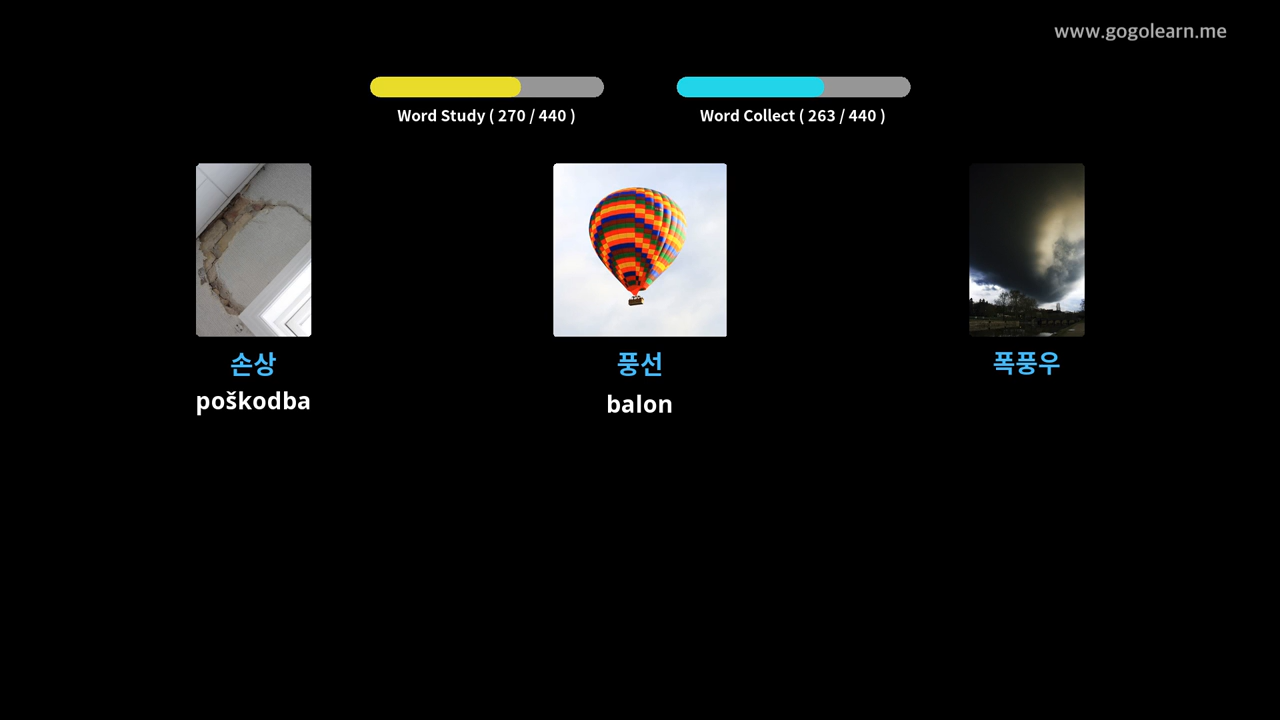 www.gogolearn.me
Word Study ( 270 / 440 )
Word Collect ( 263 / 440 )
손상
풍선
폭풍우
poškodba
balon